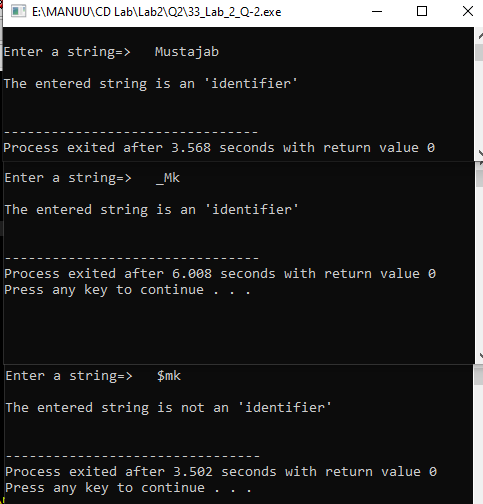 E:\MANUU\CD Lab\Lab2\Q2\33_Lab_2_Q-2.exe
Enter a string=>   Mustajab
The entered string is an 'identifier'
--------------------------------
Process exited after 3.568 seconds with return value 0
Enter a string=>   _Mk
The entered string is an 'identifier'
--------------------------------
Process exited after 6.008 seconds with return value 0
Press any key to continue . . .
Enter a string=>   $mk
The entered string is not an 'identifier'
--------------------------------
Process exited after 3.502 seconds with return value 0
Press any key to continue . . .